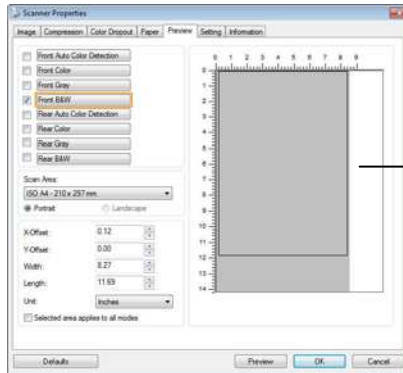 Scanner Properties
Image Compression Color Dropout Paper Preview Setting Information
Front Auto Color Detection
Front Color
Front Gray
Front B&W
Rear Auto Color Detection
Rear Color
Rear Gray
Rear B&W
Scan Area:
ISO A4 - 210 x 297 mm
Portrait Landscape
X-Offset: 0.12
Y-Offset: 0.00
Width: 8.27
Length: 11.69
Unit: Inches
Selected area applies to all modes
0 1 2 3 4 5 6 7 8 9
0
1
2
3
4
5
6
7
8
9
10
11
12
13
14
Defaults Preview OK Cancel